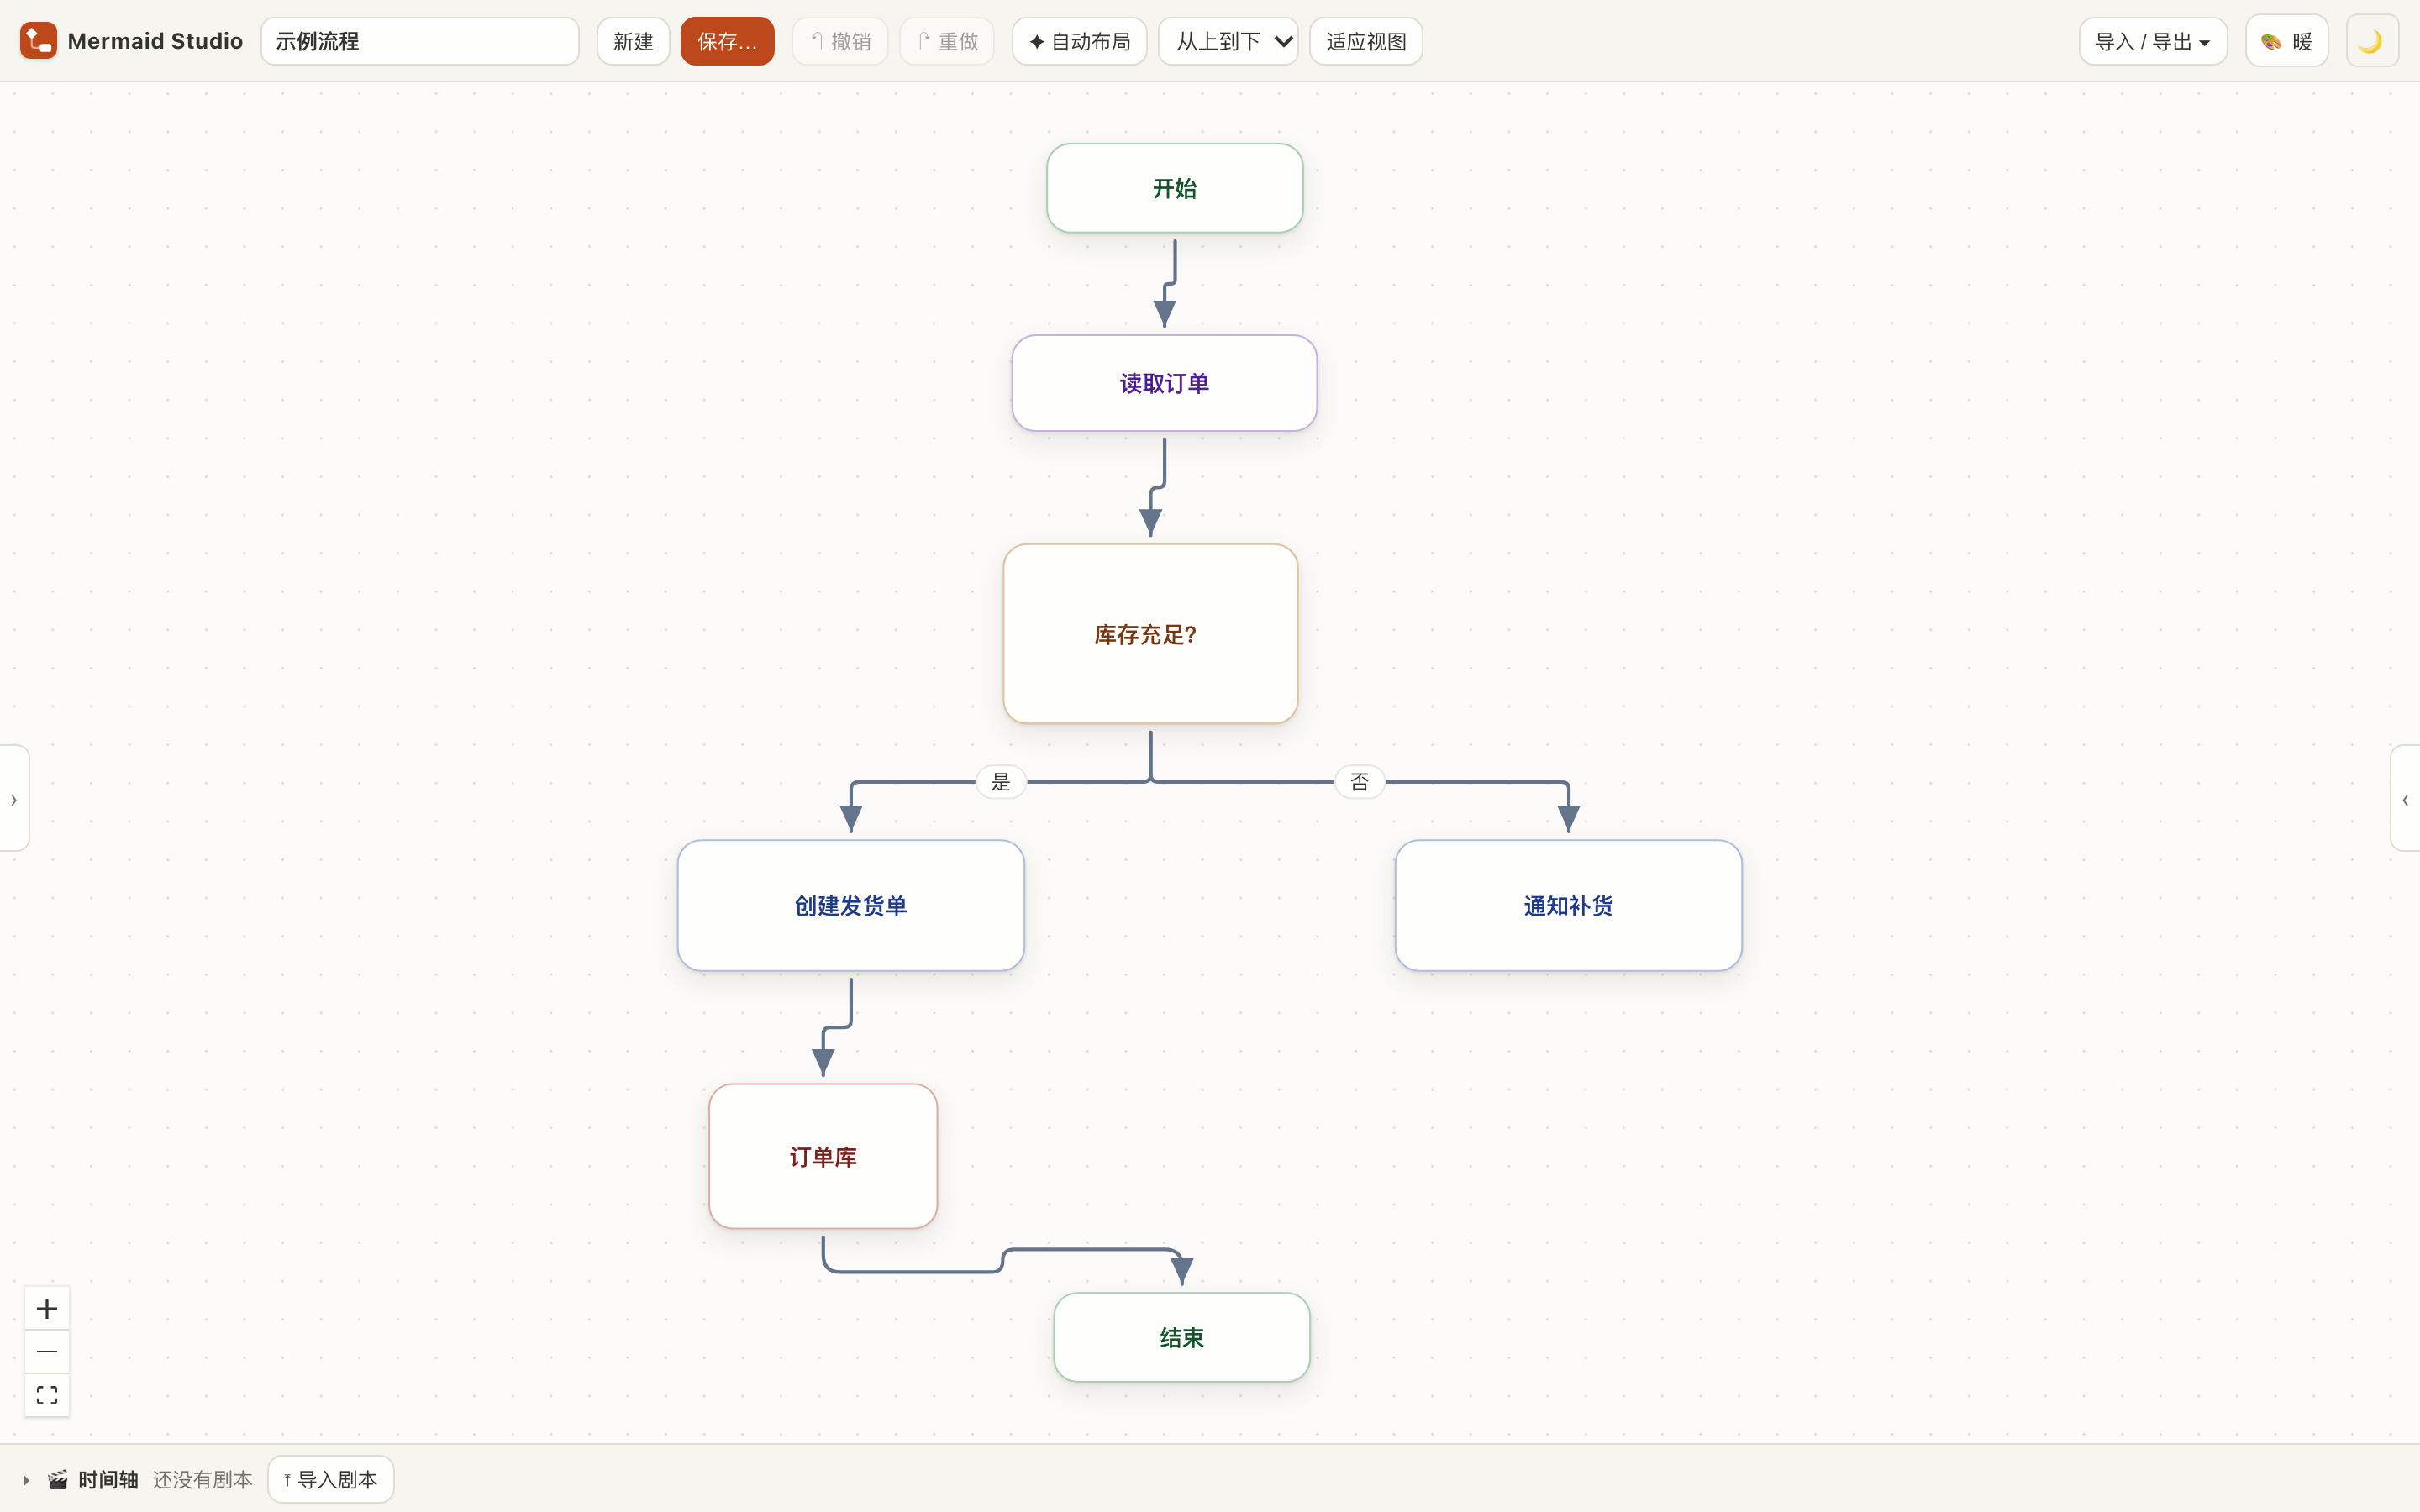 Mermaid Studio
示例流程
新建
保存...
撤销
重做
自动布局
从上到下
适应视图
导入 / 导出
暖
开始
读取订单
库存充足?
是
否
创建发货单
通知补货
订单库
结束
时间轴
还没有剧本
导入剧本